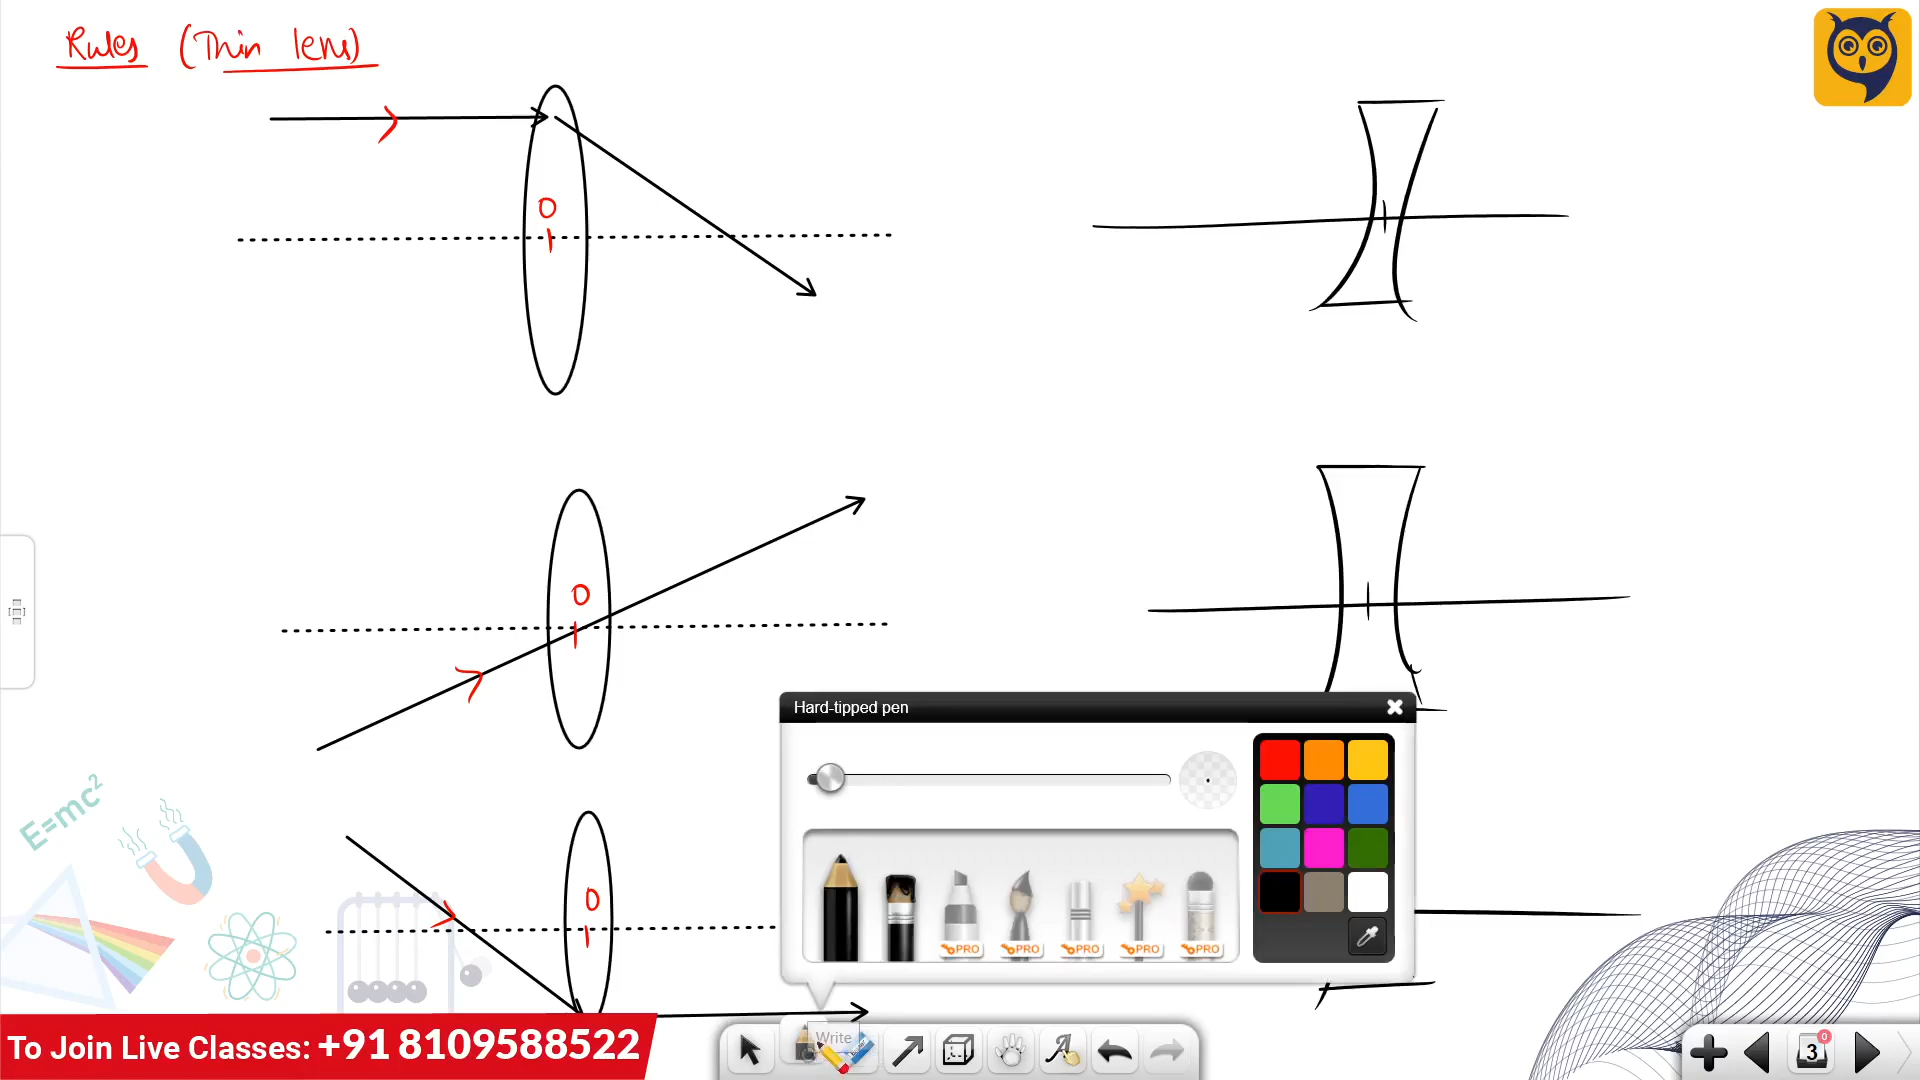 Rules (Thin lens)
O
O
Hard-tipped pen
E=mc²
O
PRO PRO PRO PRO PRO
Write
To Join Live Classes: +91 8109588522
3
0